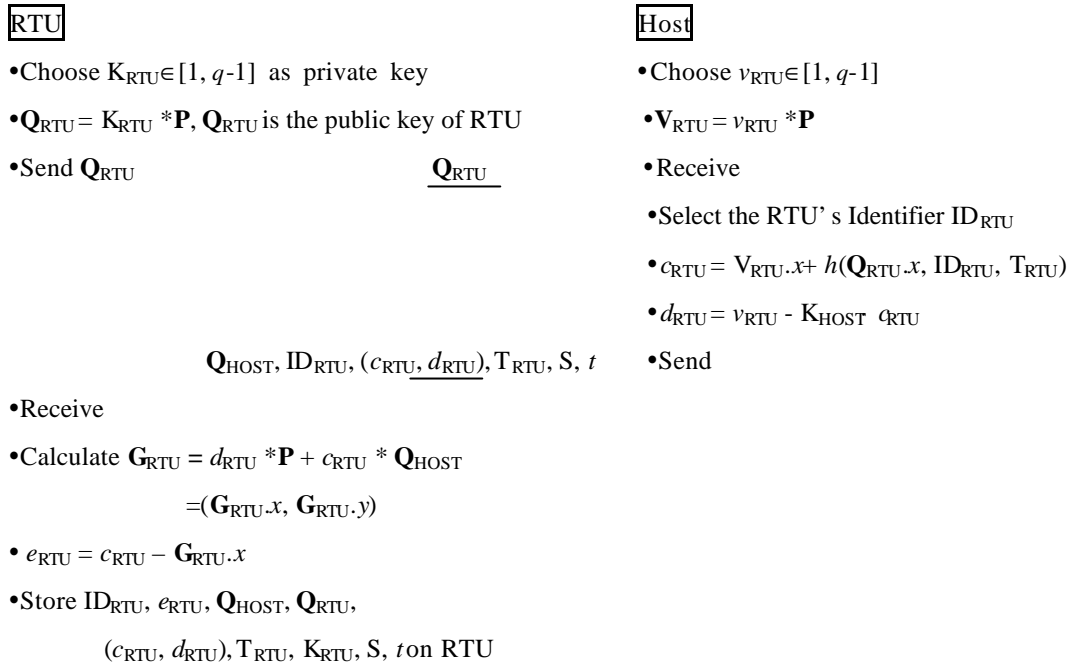 RTU Host
•Choose K_RTU∈[1, q-1] as private key •Choose v_RTU∈[1, q-1]
•Q_RTU = K_RTU *P, Q_RTU is the public key of RTU •V_RTU = v_RTU *P
•Send Q_RTU Q_RTU •Receive
•Select the RTU's Identifier ID_RTU
•c_RTU = V_RTU.x+ h(Q_RTU.x, ID_RTU, T_RTU)
•d_RTU = v_RTU - K_HOST c_RTU
Q_HOST, ID_RTU, (c_RTU, d_RTU), T_RTU, S, t •Send
•Receive
•Calculate G_RTU = d_RTU *P + c_RTU * Q_HOST
=(G_RTU.x, G_RTU.y)
• e_RTU = c_RTU – G_RTU.x
•Store ID_RTU, e_RTU, Q_HOST, Q_RTU,
(c_RTU, d_RTU), T_RTU, K_RTU, S, t on RTU